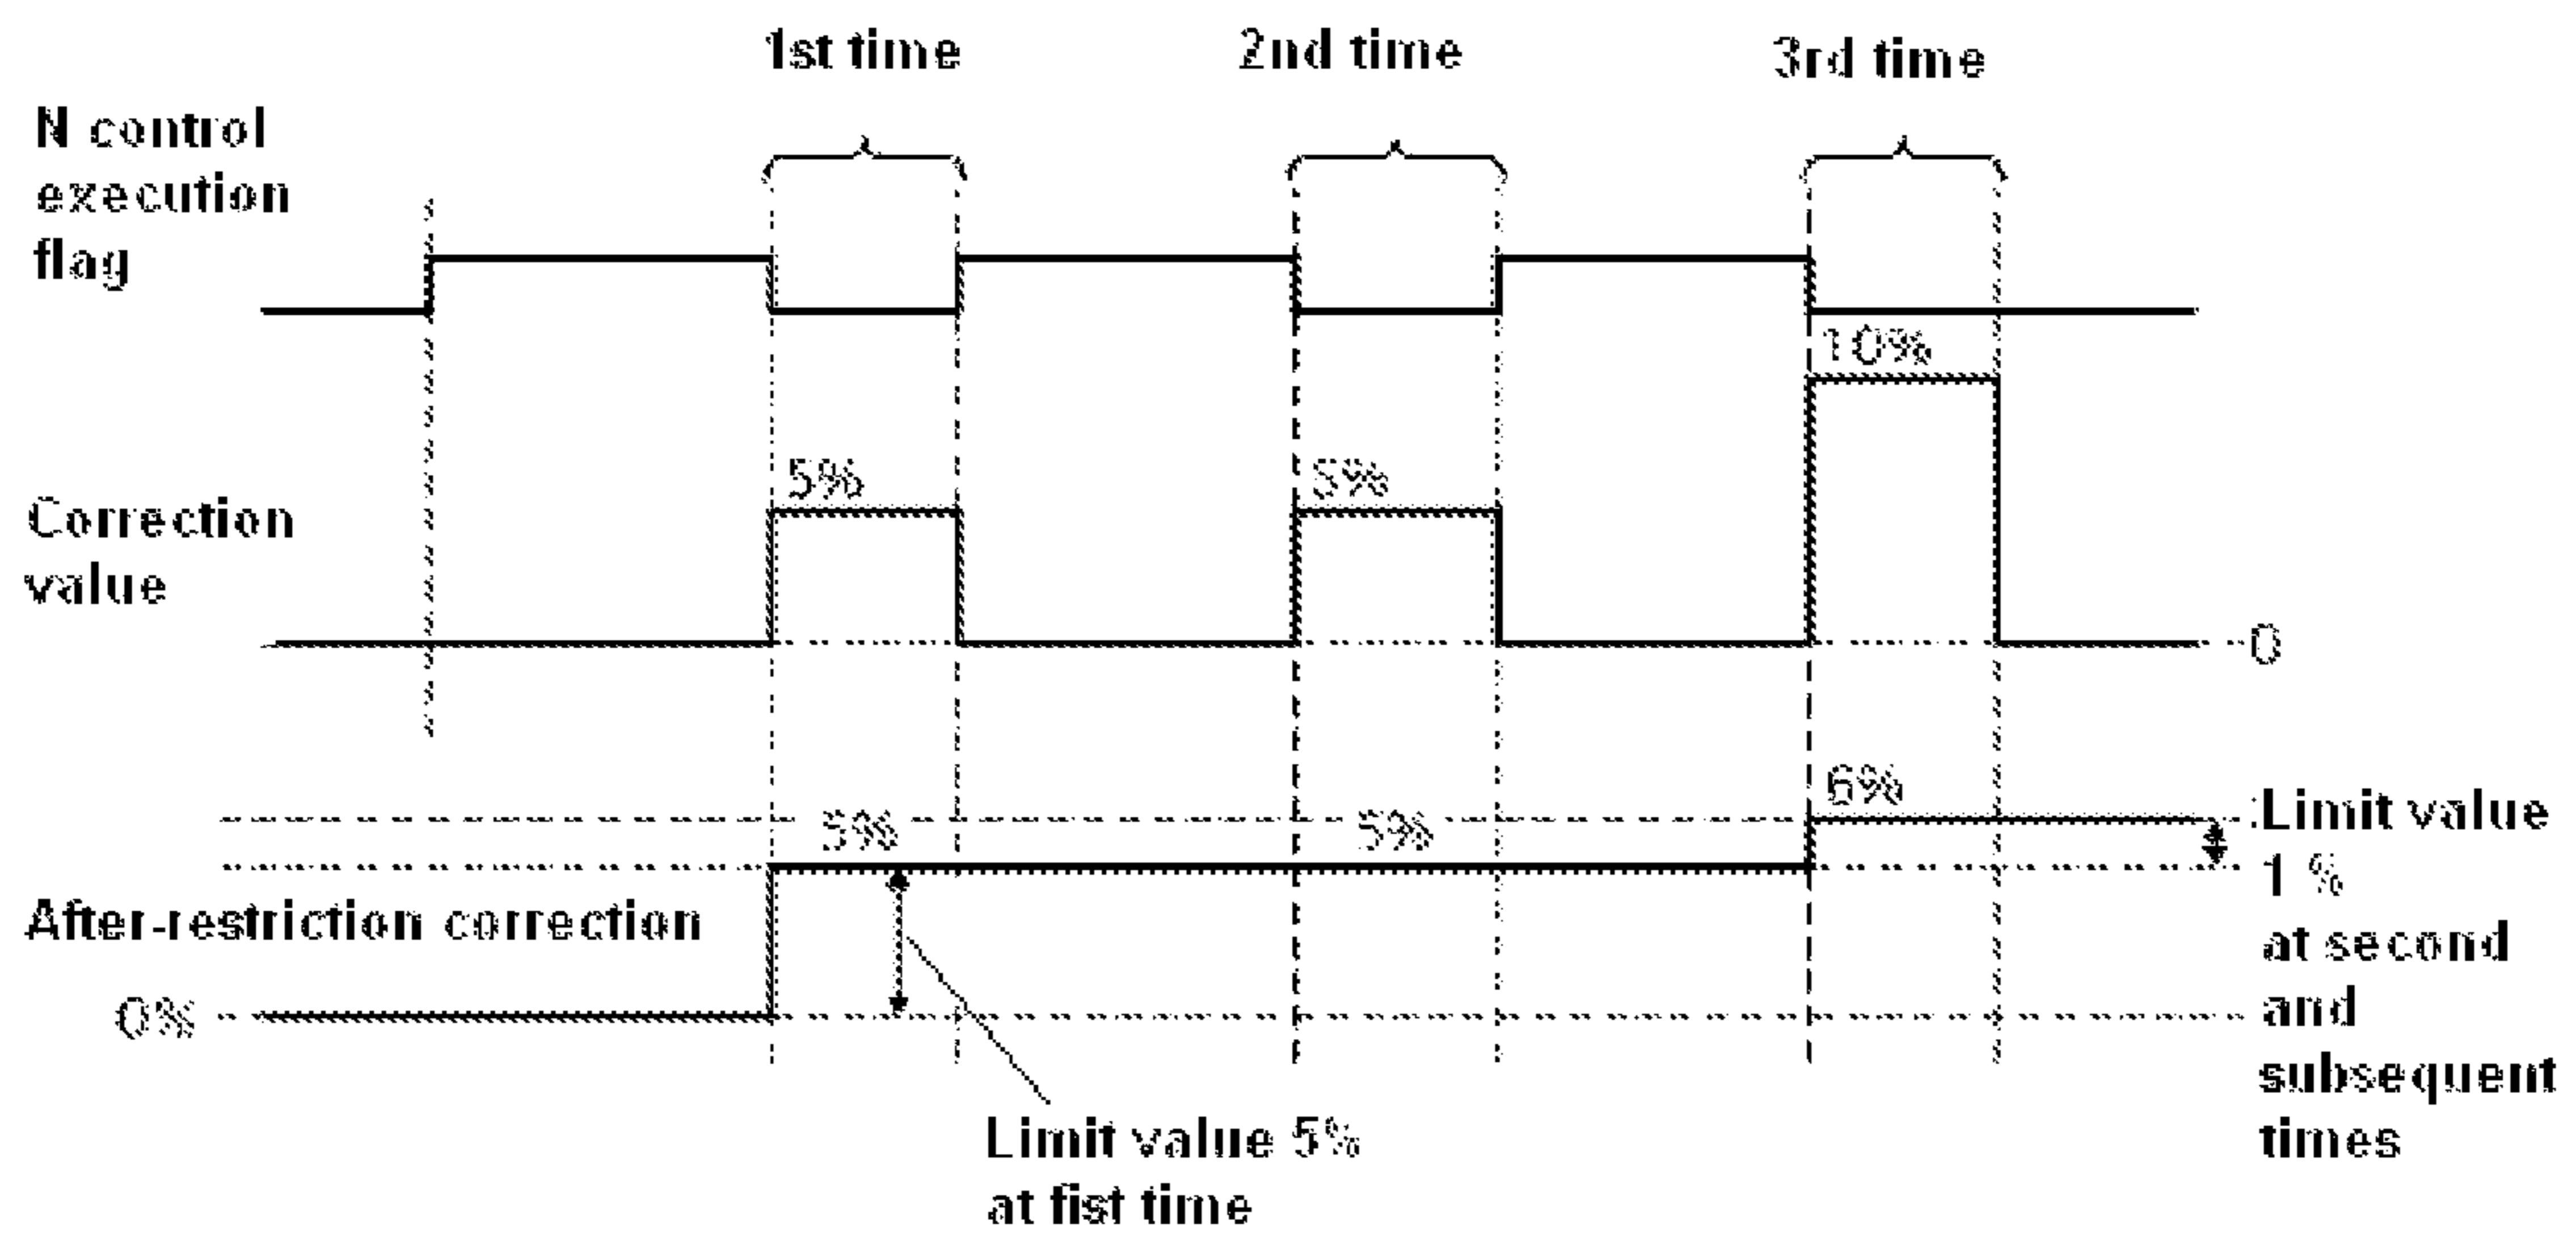 1st time
2nd time
3rd time
N control
execution
flag
10%
5%
5%
Correction
value
0
6%
5%
5%
Limit value
1 %
at second
and
subsequent
times
After-restriction correction
0%
Limit value 5%
at fist time